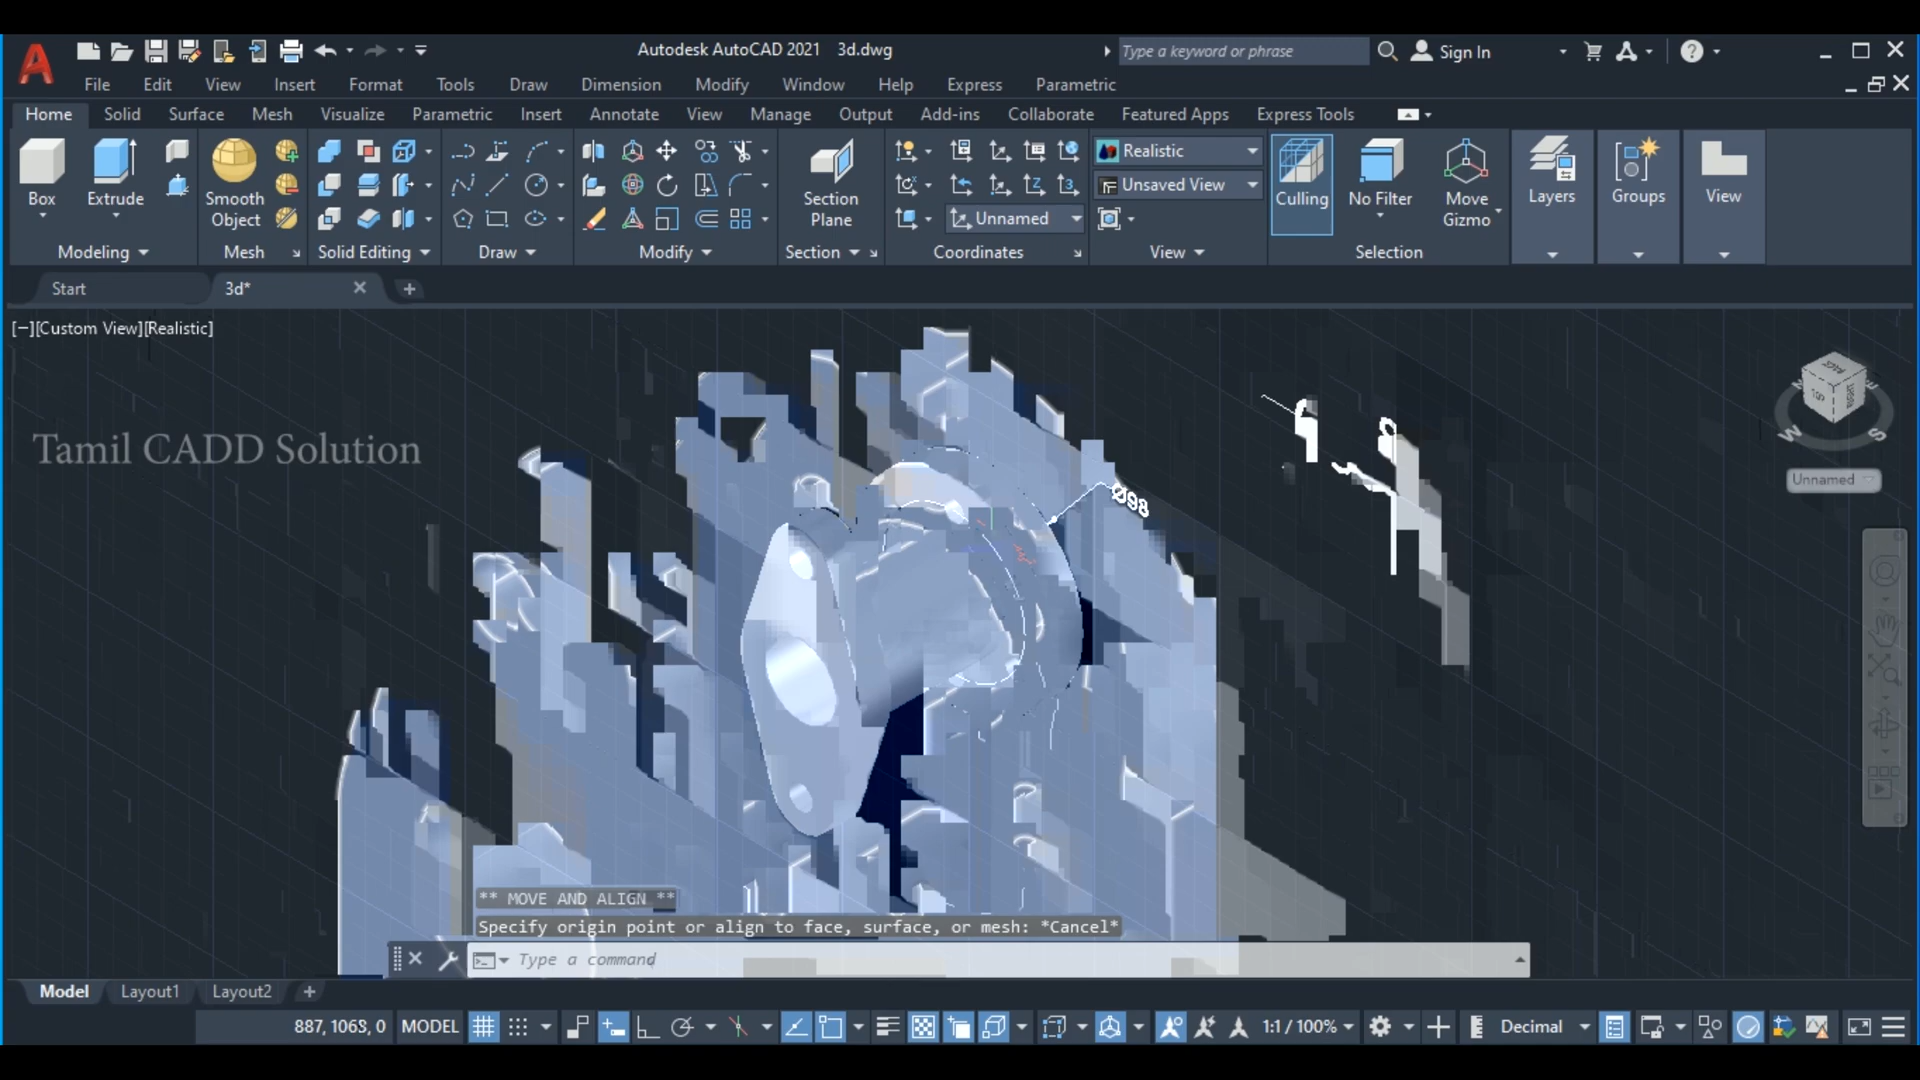 Autodesk AutoCAD 2021 3d.dwg
Type a keyword or phrase
Sign In
File Edit View Insert Format Tools Draw Dimension Modify Window Help Express Parametric
Home Solid Surface Mesh Visualize Parametric Insert Annotate View Manage Output Add-ins Collaborate Featured Apps Express Tools
Box
Extrude
Smooth
Object
Section
Plane
Realistic
Unsaved View
Unnamed
Culling
No Filter
Move
Gizmo
Layers
Groups
View
Modeling
Mesh
Solid Editing
Draw
Modify
Section
Coordinates
View
Selection
Start
3d*
[−][Custom View][Realistic]
Tamil CADD Solution
Ø98
W
S
Unnamed
** MOVE AND ALIGN **
Specify origin point or align to face, surface, or mesh: *Cancel*
Type a command
Model Layout1 Layout2
887, 1063, 0 MODEL
1:1 / 100%
Decimal